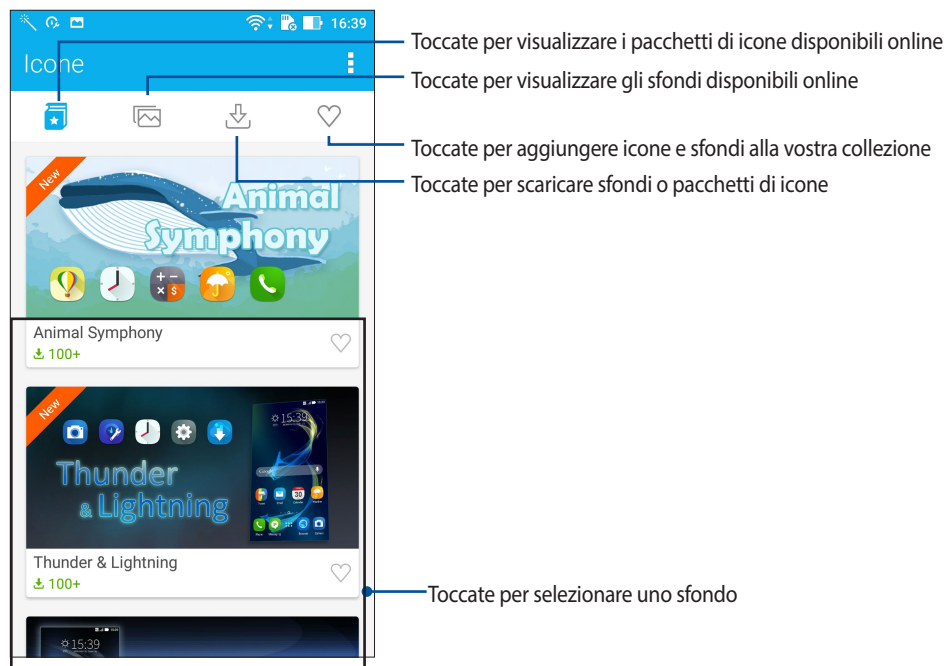 16:39
Icone
Toccate per visualizzare i pacchetti di icone disponibili online
Toccate per visualizzare gli sfondi disponibili online
Toccate per aggiungere icone e sfondi alla vostra collezione
Toccate per scaricare sfondi o pacchetti di icone
New
Animal
Symphony
Animal Symphony
100+
New
15:39
Thunder
& Lightning
Google
30
Thunder & Lightning
100+
Toccate per selezionare uno sfondo
15:39